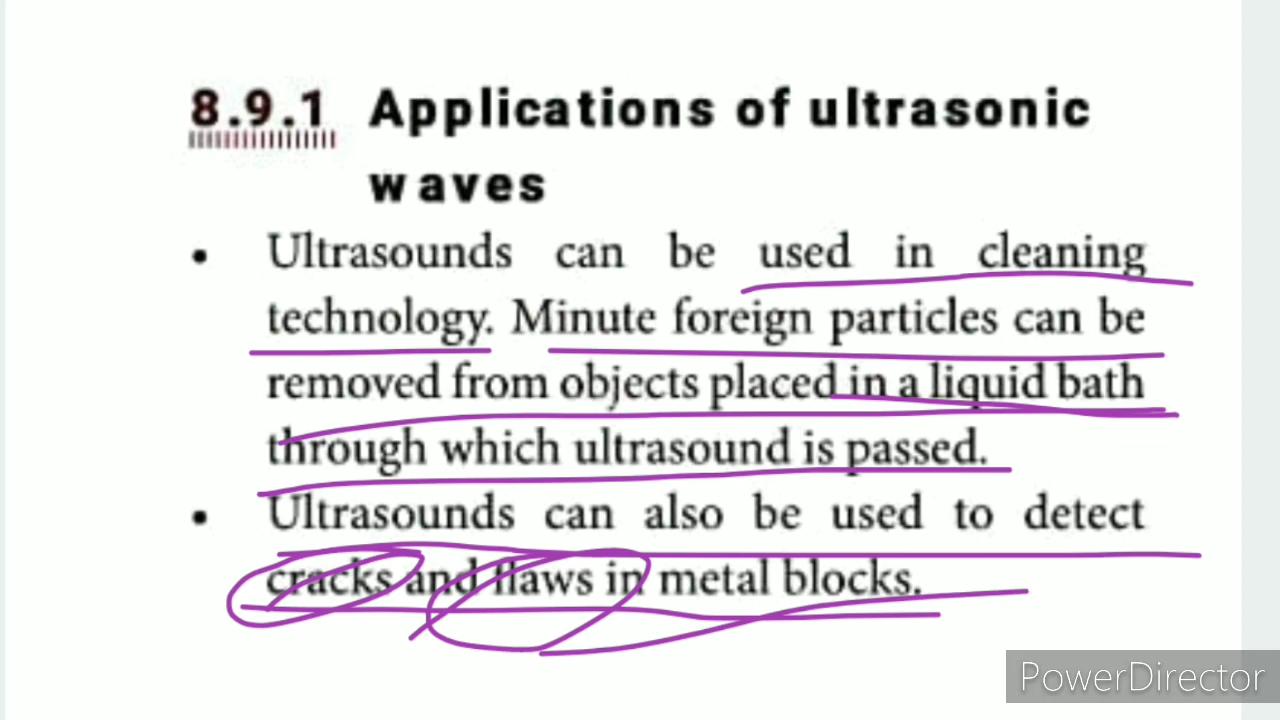 8.9.1 Applications of ultrasonic
waves
• Ultrasounds can be used in cleaning
technology. Minute foreign particles can be
removed from objects placed in a liquid bath
through which ultrasound is passed.
• Ultrasounds can also be used to detect
cracks and flaws in metal blocks.
PowerDirector